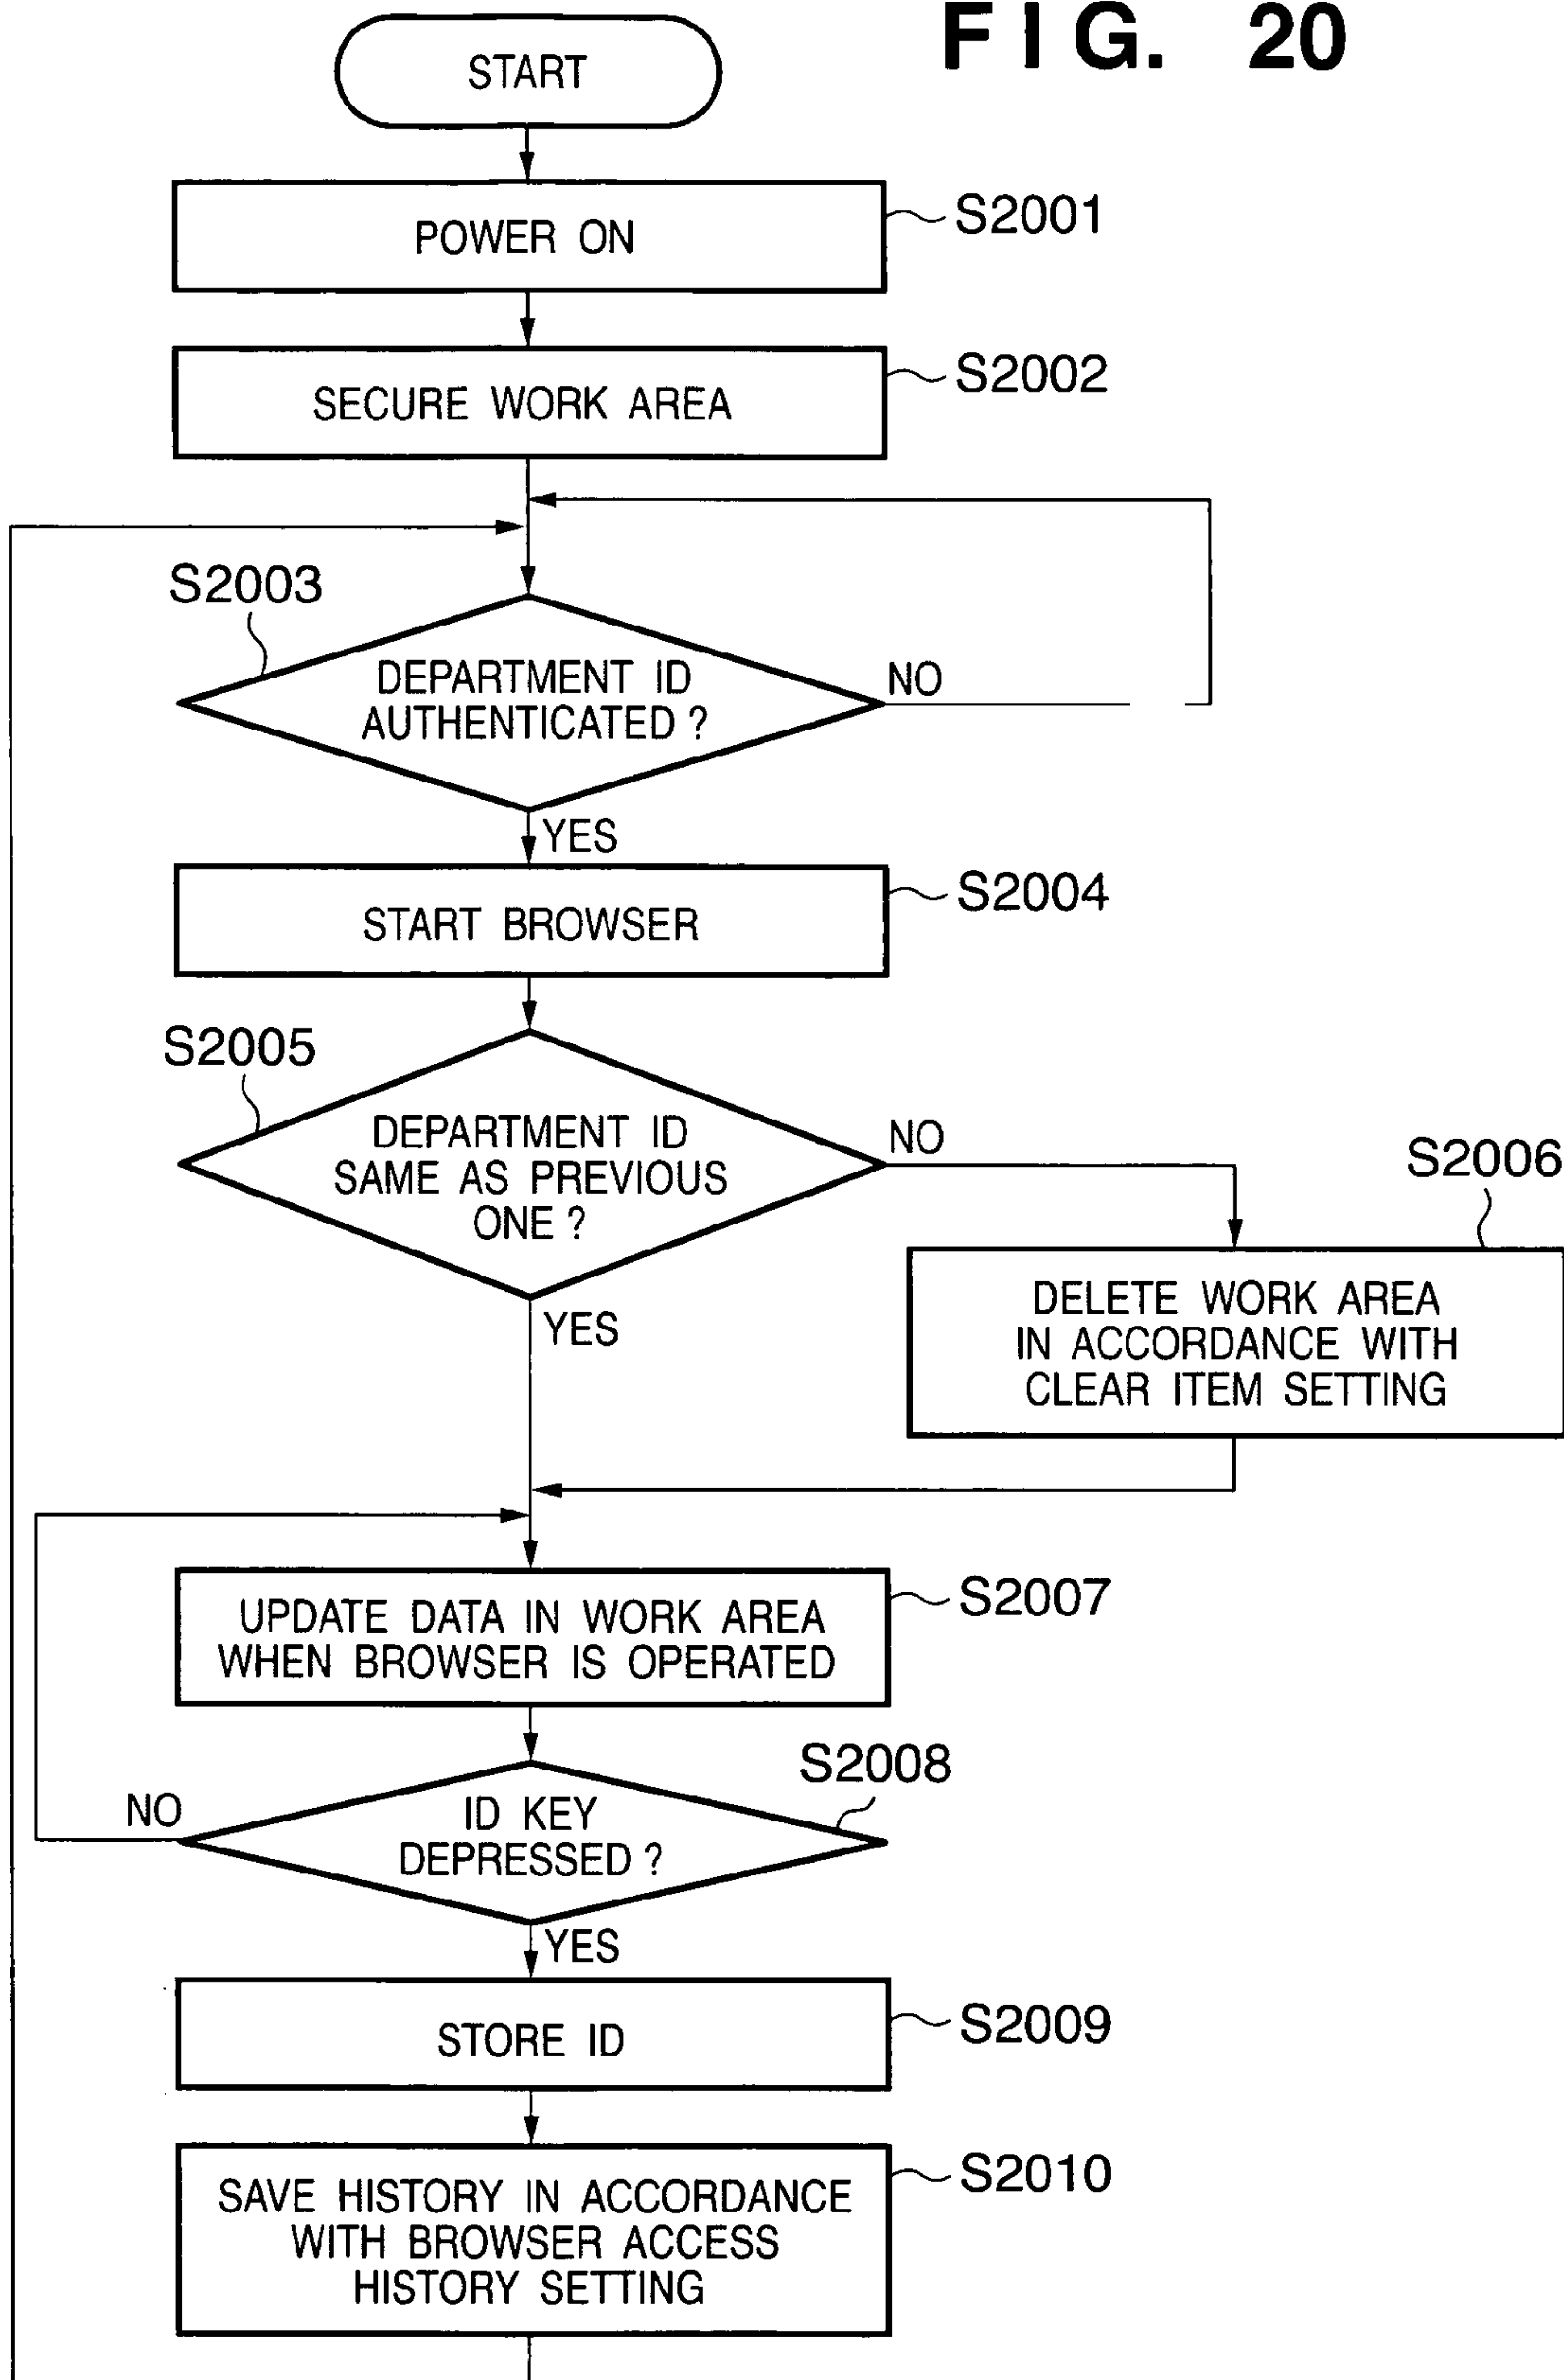 FIG. 20
START
POWER ON
S2001
SECURE WORK AREA
S2002
S2003
DEPARTMENT ID
AUTHENTICATED ?
NO
YES
START BROWSER
S2004
S2005
DEPARTMENT ID
SAME AS PREVIOUS
ONE ?
NO
YES
S2006
DELETE WORK AREA
IN ACCORDANCE WITH
CLEAR ITEM SETTING
UPDATE DATA IN WORK AREA
WHEN BROWSER IS OPERATED
S2007
S2008
ID KEY
DEPRESSED ?
NO
YES
STORE ID
S2009
SAVE HISTORY IN ACCORDANCE
WITH BROWSER ACCESS
HISTORY SETTING
S2010